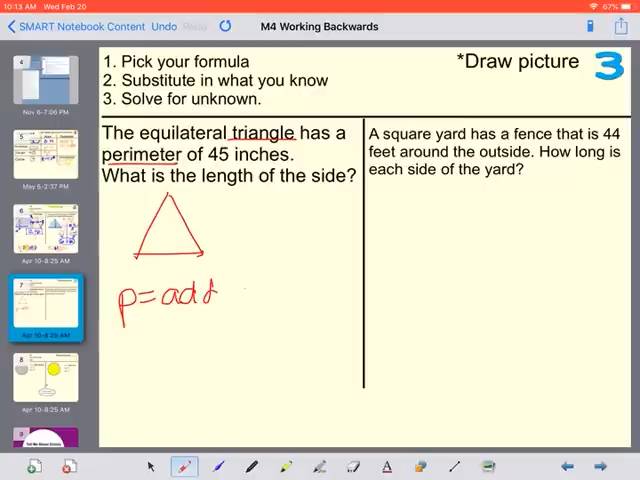 10:13 AM Wed Feb 20
67%
SMART Notebook Content
Undo
Redo
M4 Working Backwards
1. Pick your formula
2. Substitute in what you know
3. Solve for unknown.
*Draw picture
3
The equilateral triangle has a
perimeter of 45 inches.
What is the length of the side?
A square yard has a fence that is 44
feet around the outside. How long is
each side of the yard?
p=add
4
Nov 6-7:06 PM
5
May 6-2:37 PM
6
Apr 10-8:25 AM
7
Apr 10-8:25 AM
8
Apr 10-8:25 AM
9
A